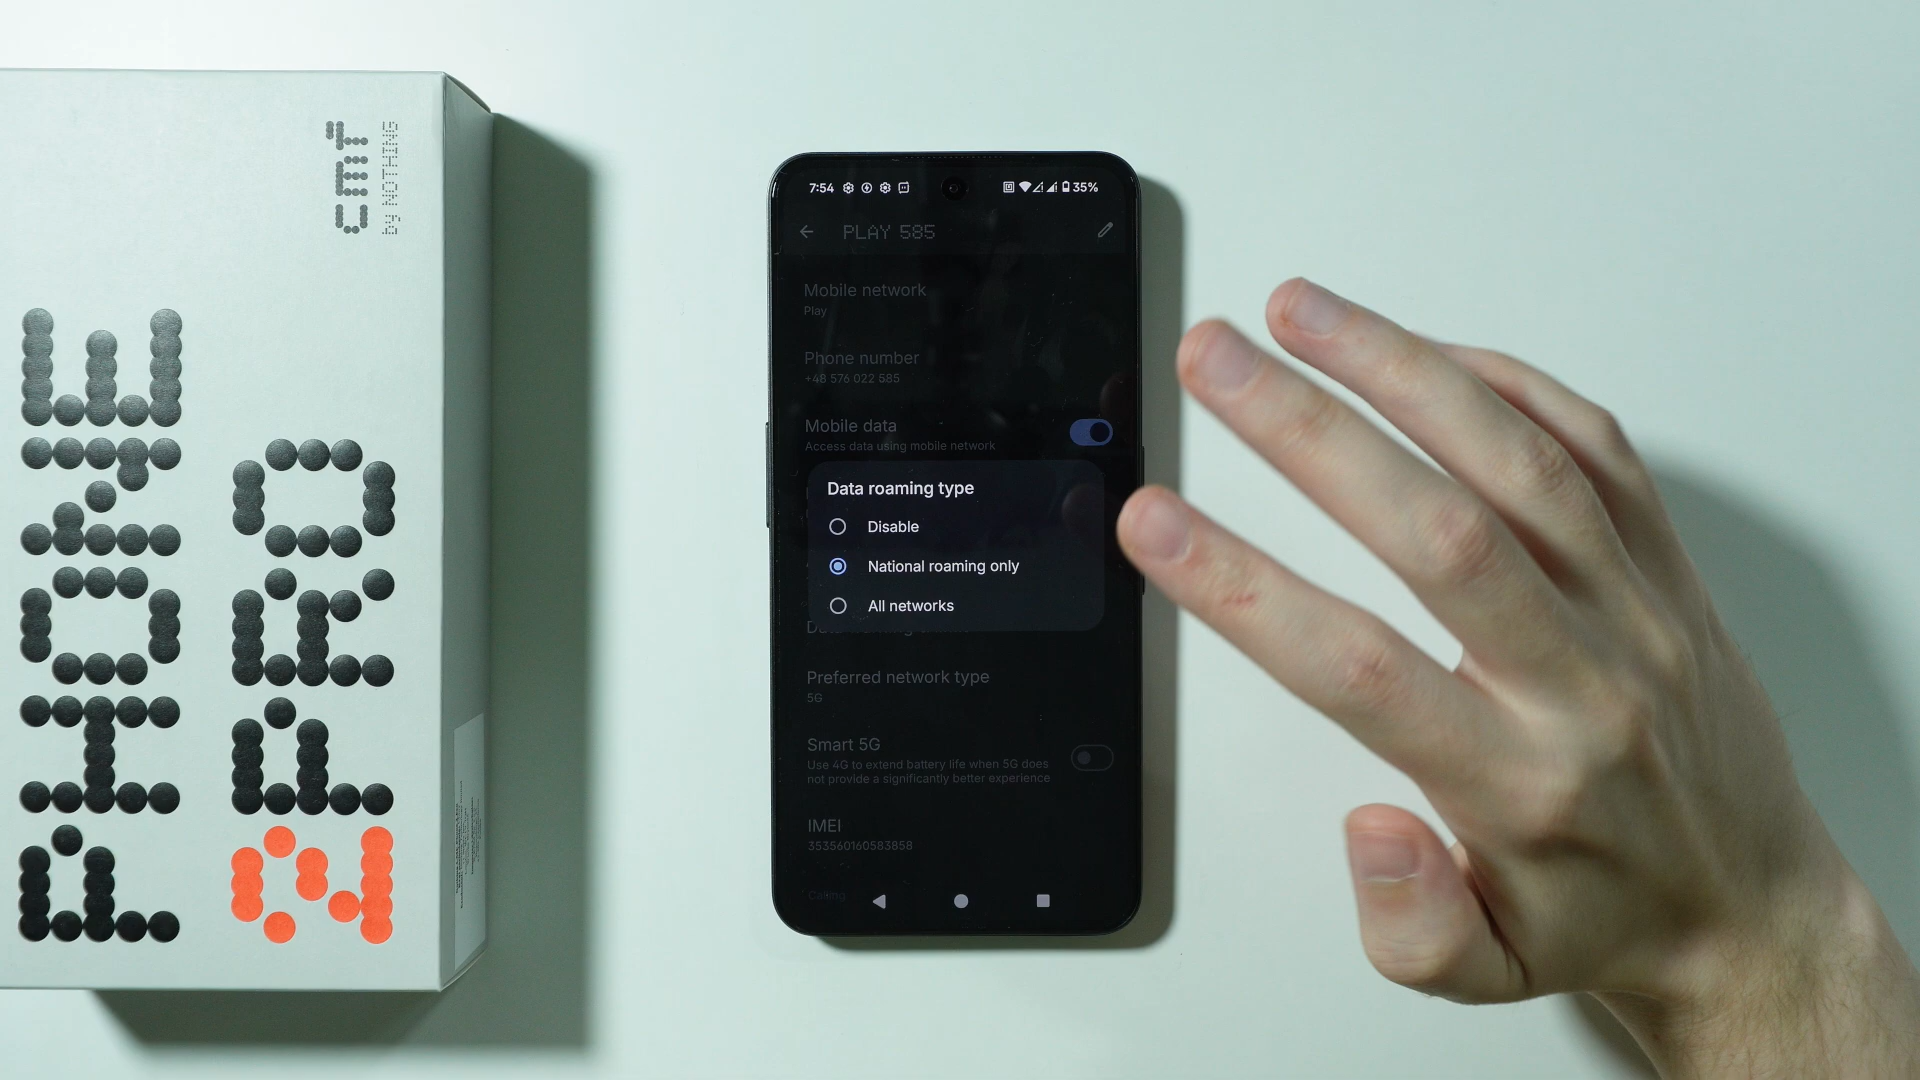 PHONE
PRO
2
cmf
by NOTHING
7:54
35%
PLAY 585
Mobile network
Play
Phone number
+48 576 022 585
Mobile data
Access data using mobile network
Data roaming type
Disable
National roaming only
All networks
Preferred network type
5G
Smart 5G
Use 4G to extend battery life when 5G does
not provide a significantly better experience
IMEI
353560160583858
Calling